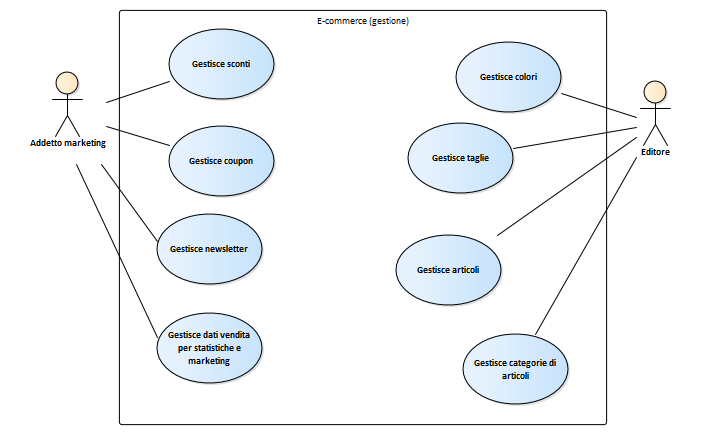 E-commerce (gestione)
Gestisce sconti
Gestisce colori
Addetto marketing
Editore
Gestisce coupon
Gestisce taglie
Gestisce newsletter
Gestisce articoli
Gestisce dati vendita
per statistiche e
marketing
Gestisce categorie di
articoli